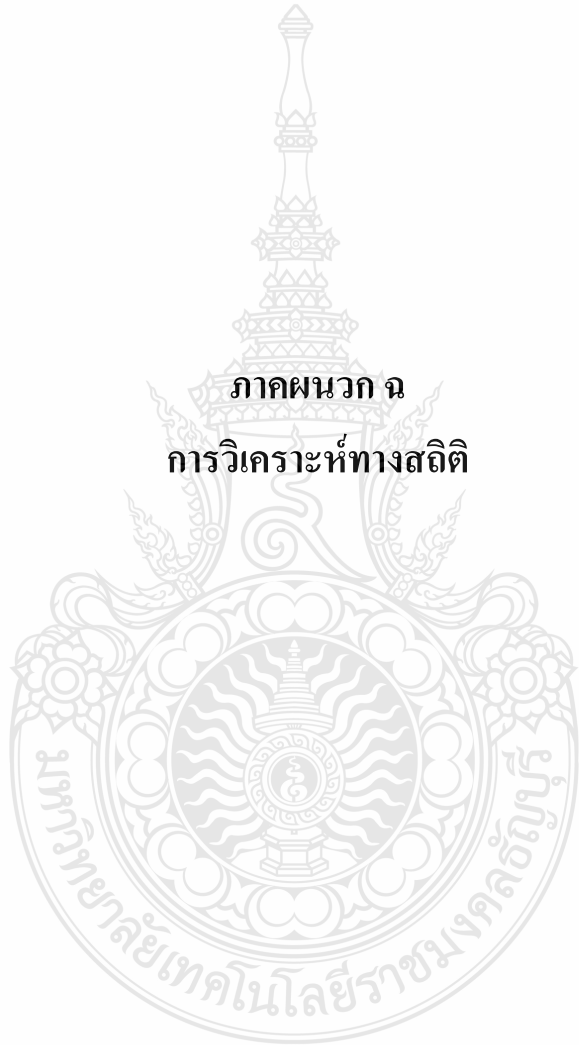 ภาคผนวก ฉ
การวิเคราะห์ทางสถิติ
มหาวิทยาลัยเทคโนโลยีราชมงคลธัญบุรี